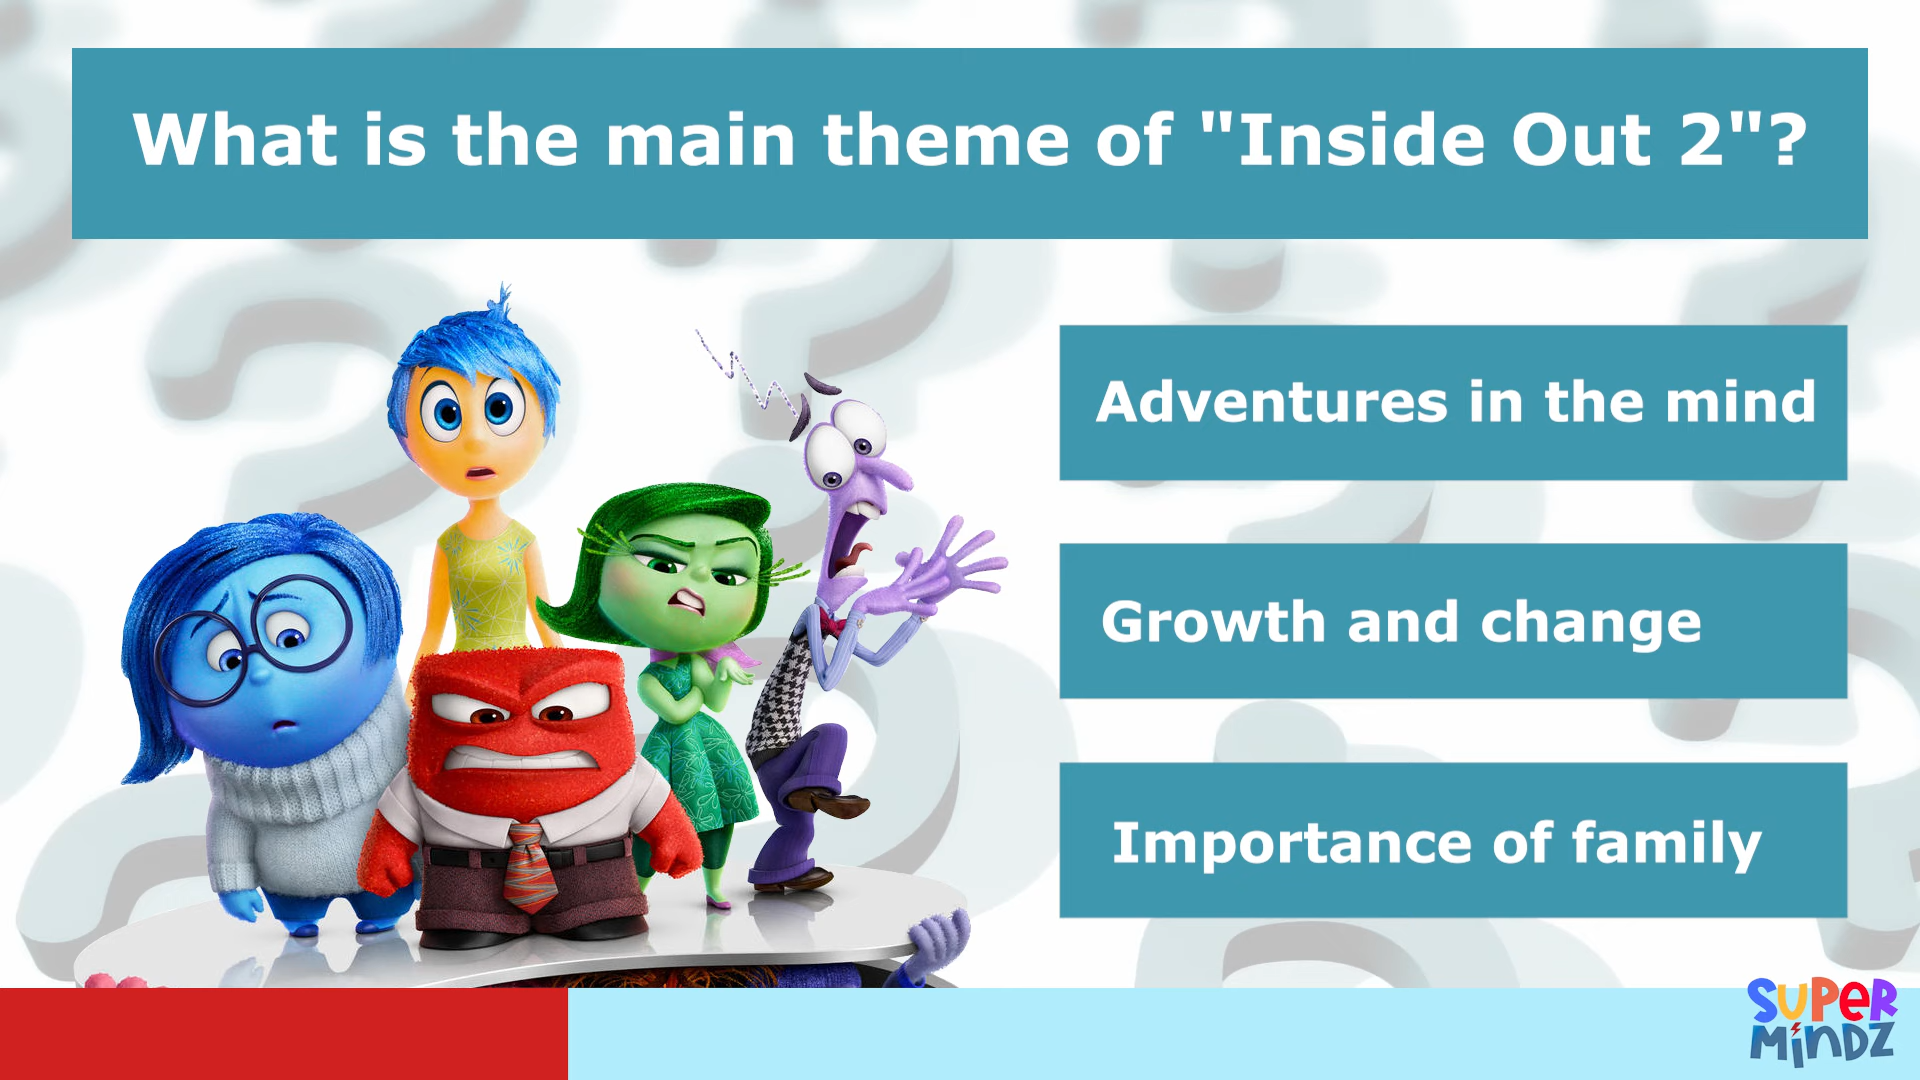 What is the main theme of "Inside Out 2"?
Adventures in the mind
Growth and change
Importance of family
SUPER
MiNDZ